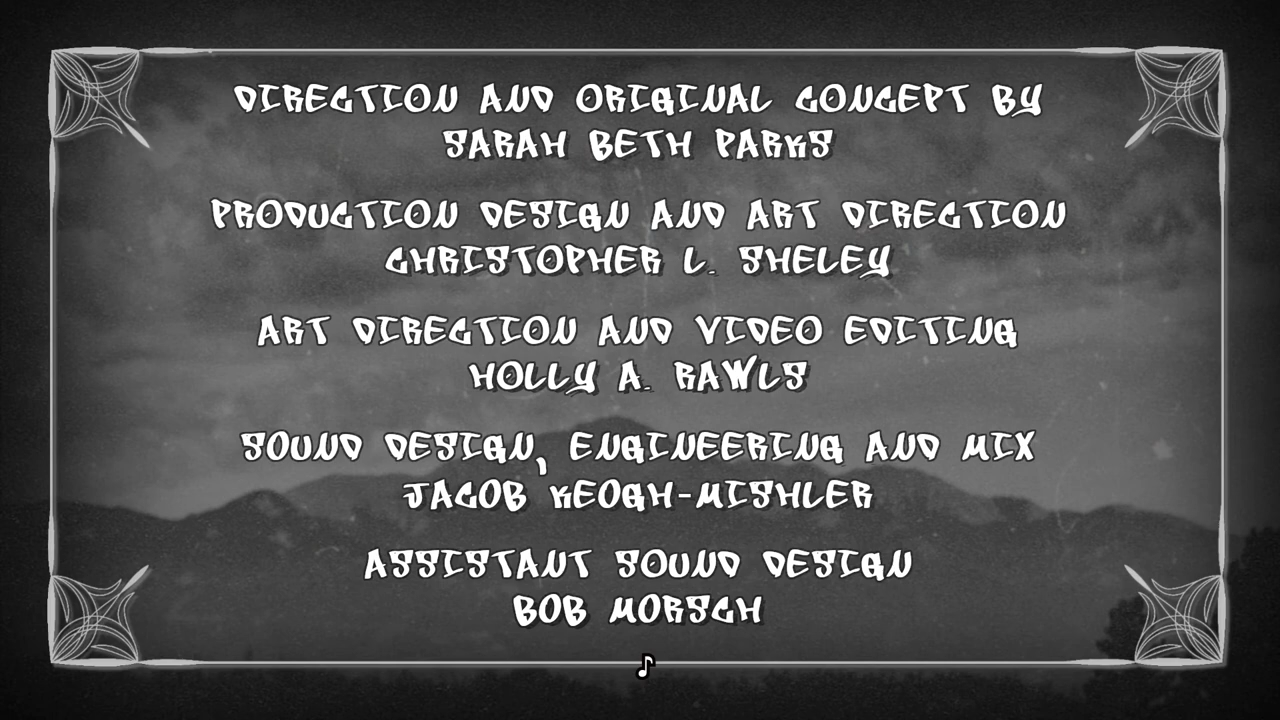 DIRECTION AND ORIGINAL CONCEPT BY
SARAH BETH PARKS
PRODUCTION DESIGN AND ART DIRECTION
CHRISTOPHER L. SHELEY
ART DIRECTION AND VIDEO EDITING
HOLLY A. RAWLS
SOUND DESIGN, ENGINEERING AND MIX
JACOB KEOGH-MISHLER
ASSISTANT SOUND DESIGN
BOB MORSCH
♪